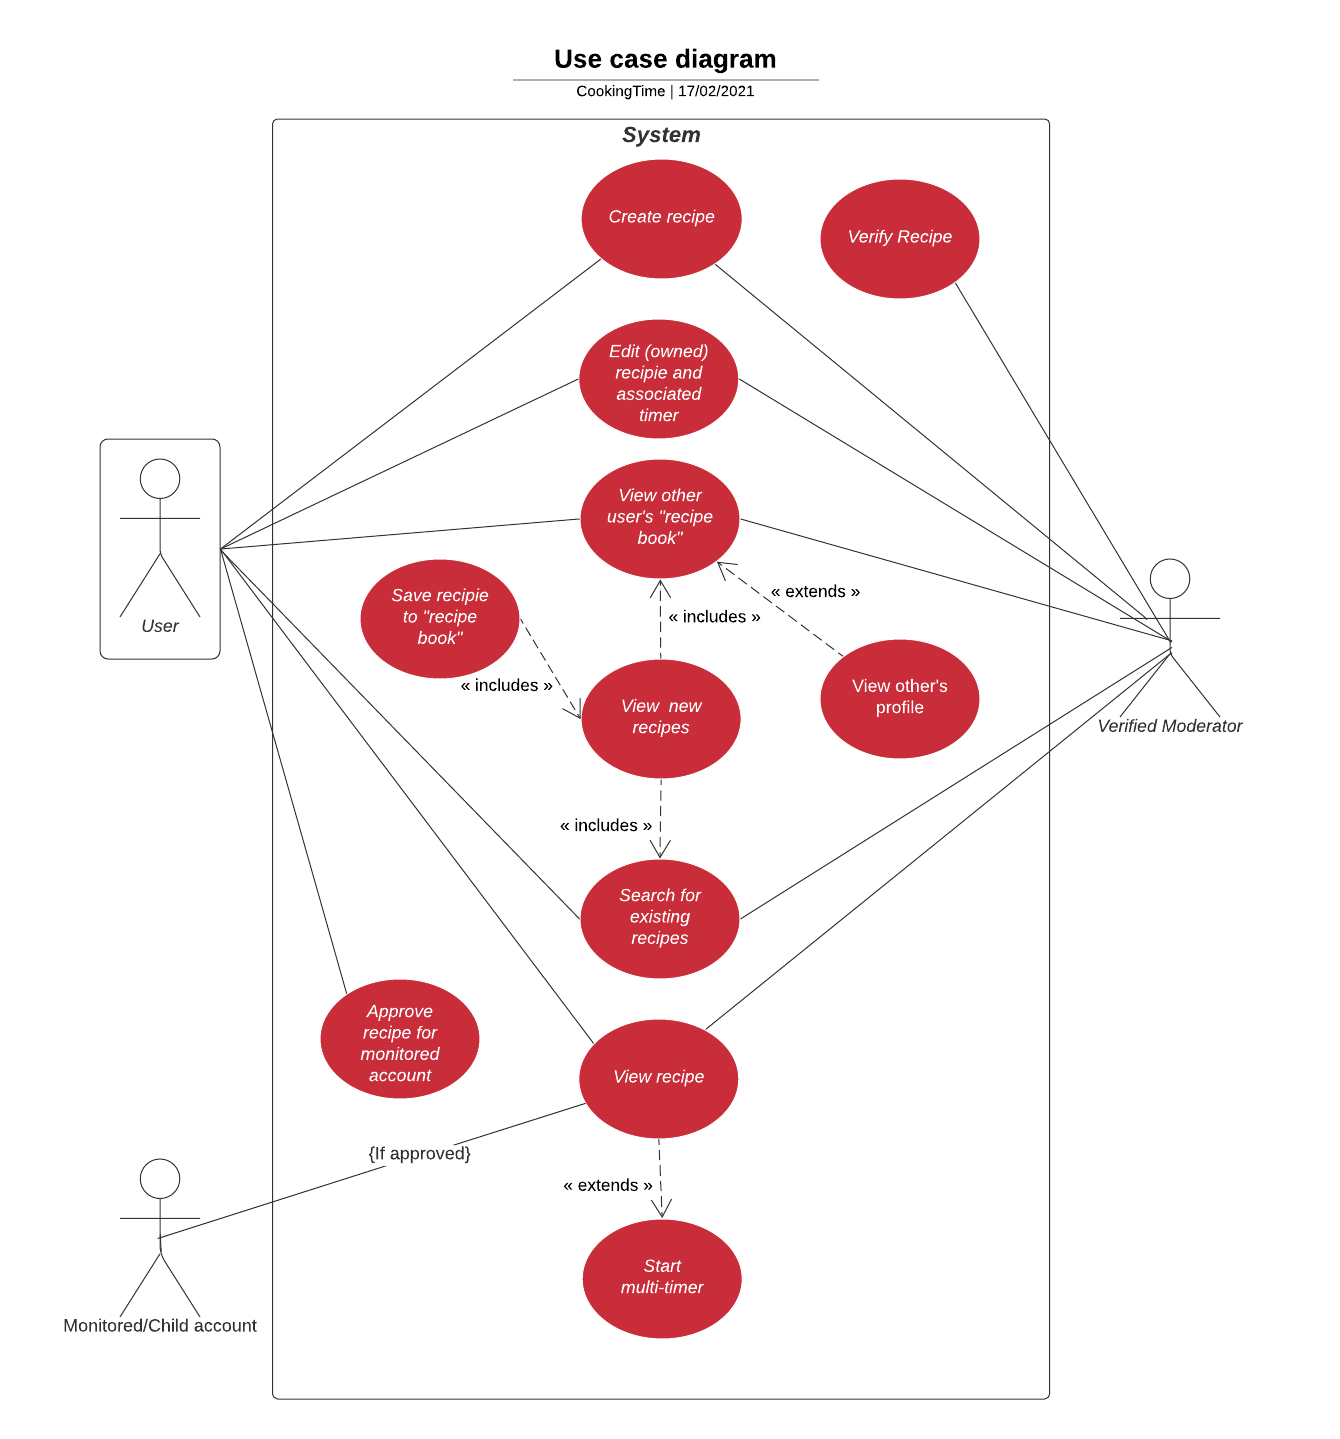 Use case diagram
CookingTime | 17/02/2021
System
Create recipe
Verify Recipe
Edit (owned)
recipie and
associated
timer
View other
user's "recipe
book"
« extends »
« includes »
Save recipie
to "recipe
book"
User
« includes »
View  new
recipes
View other's
profile
Verified Moderator
« includes »
Search for
existing
recipes
Approve
recipe for
monitored
account
View recipe
{If approved}
« extends »
Start
multi-timer
Monitored/Child account